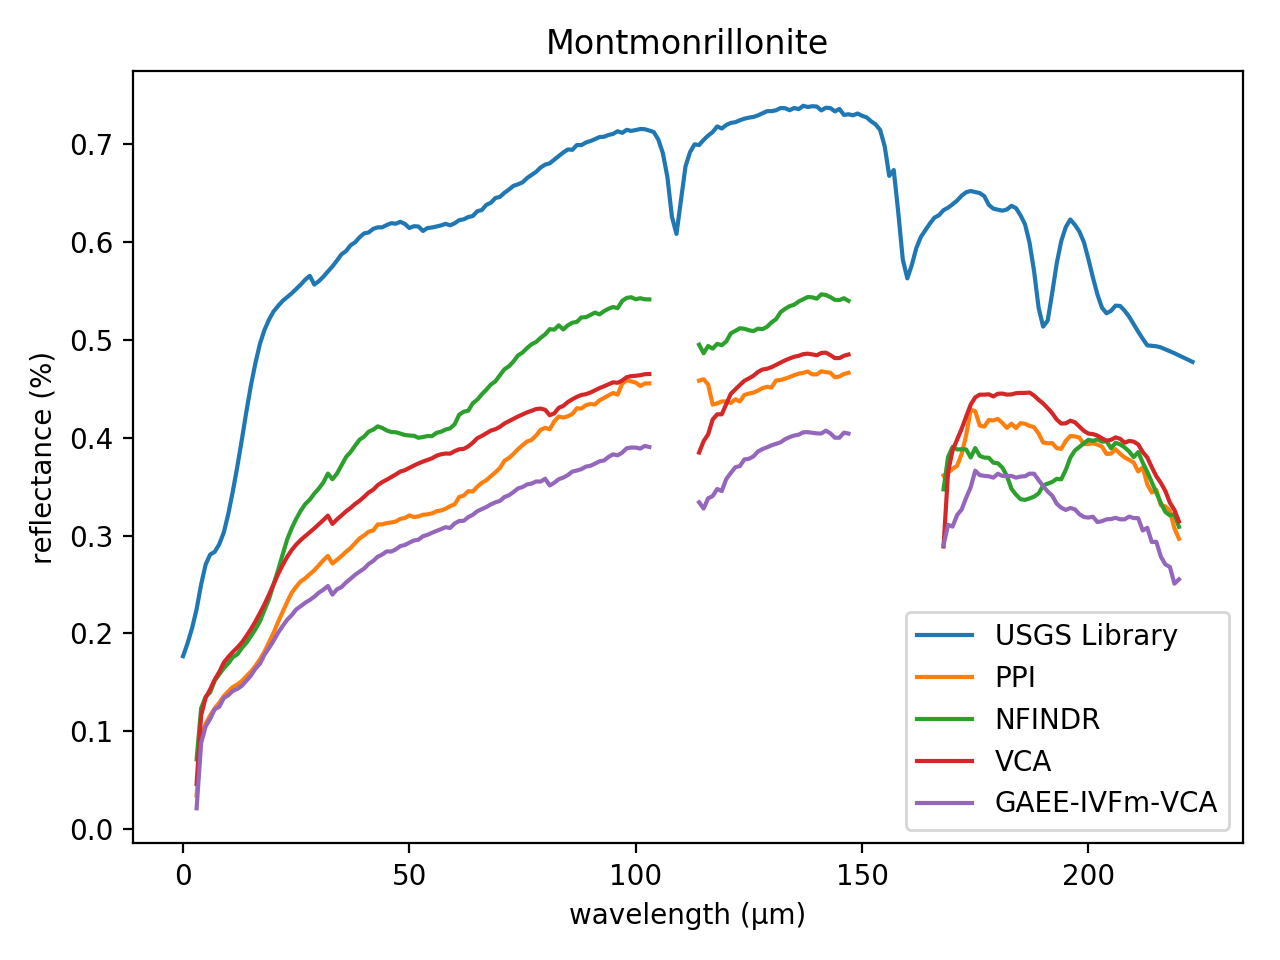 Montmonrillonite
reflectance (%)
0.7
0.6
0.5
0.4
0.3
0.2
0.1
0.0
0
50
100
150
200
wavelength (μm)
USGS Library
PPI
NFINDR
VCA
GAEE-IVFm-VCA